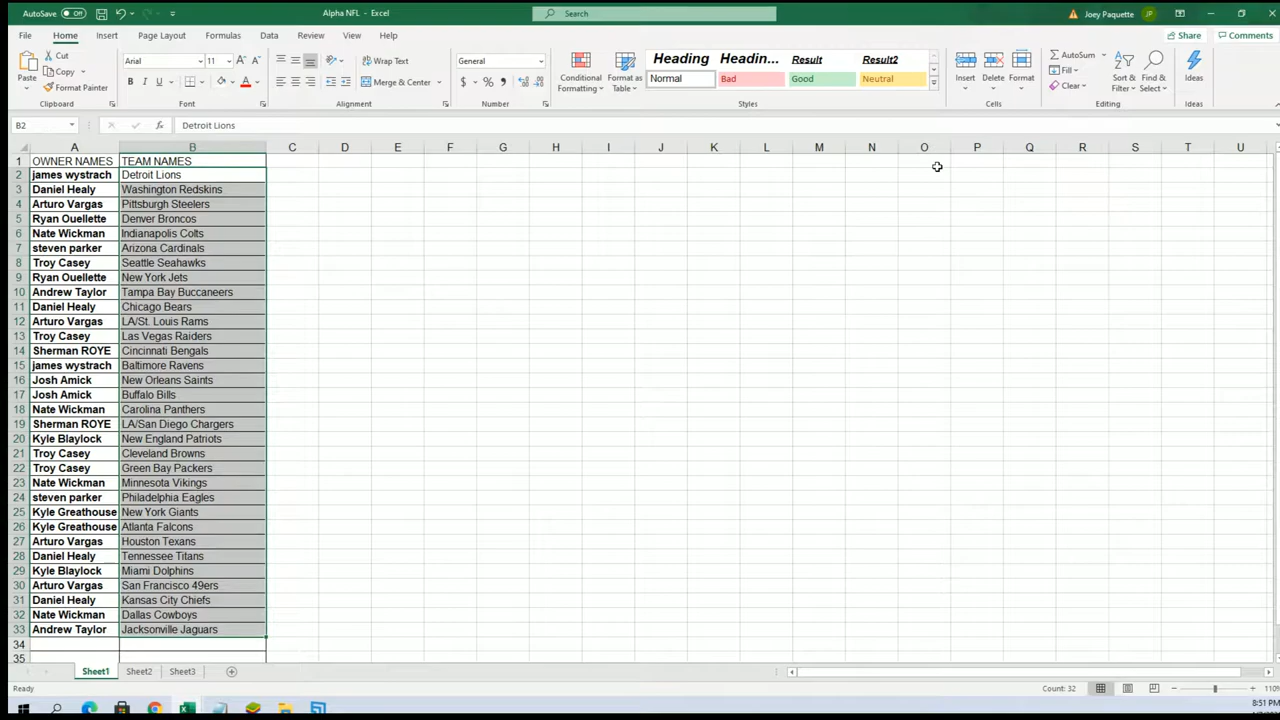 AutoSave Off Alpha NFL - Excel Search Joey Paquette JP
File Home Insert Page Layout Formulas Data Review View Help Share Comments
Cut Arial 11 Wrap Text General Heading Headin... Result Result2 AutoSum
Paste Copy Conditional Format as Insert Delete Format Fill Sort & Find & Ideas
Format Painter B I U Merge & Center $ % Formatting Table Normal Bad Good Neutral Clear Filter Select
Clipboard Font Alignment Number Styles Cells Editing Ideas
B2 fx Detroit Lions
A B C D E F G H I J K L M N O P Q R S T U
1 OWNER NAMES TEAM NAMES
2 james wystrach Detroit Lions
3 Daniel Healy Washington Redskins
4 Arturo Vargas Pittsburgh Steelers
5 Ryan Ouellette Denver Broncos
6 Nate Wickman Indianapolis Colts
7 steven parker Arizona Cardinals
8 Troy Casey Seattle Seahawks
9 Ryan Ouellette New York Jets
10 Andrew Taylor Tampa Bay Buccaneers
11 Daniel Healy Chicago Bears
12 Arturo Vargas LA/St. Louis Rams
13 Troy Casey Las Vegas Raiders
14 Sherman ROYE Cincinnati Bengals
15 james wystrach Baltimore Ravens
16 Josh Amick New Orleans Saints
17 Josh Amick Buffalo Bills
18 Nate Wickman Carolina Panthers
19 Sherman ROYE LA/San Diego Chargers
20 Kyle Blaylock New England Patriots
21 Troy Casey Cleveland Browns
22 Troy Casey Green Bay Packers
23 Nate Wickman Minnesota Vikings
24 steven parker Philadelphia Eagles
25 Kyle Greathouse New York Giants
26 Kyle Greathouse Atlanta Falcons
27 Arturo Vargas Houston Texans
28 Daniel Healy Tennessee Titans
29 Kyle Blaylock Miami Dolphins
30 Arturo Vargas San Francisco 49ers
31 Daniel Healy Kansas City Chiefs
32 Nate Wickman Dallas Cowboys
33 Andrew Taylor Jacksonville Jaguars
34
35
Sheet1 Sheet2 Sheet3
Ready Count: 32 110%
8:51 PM